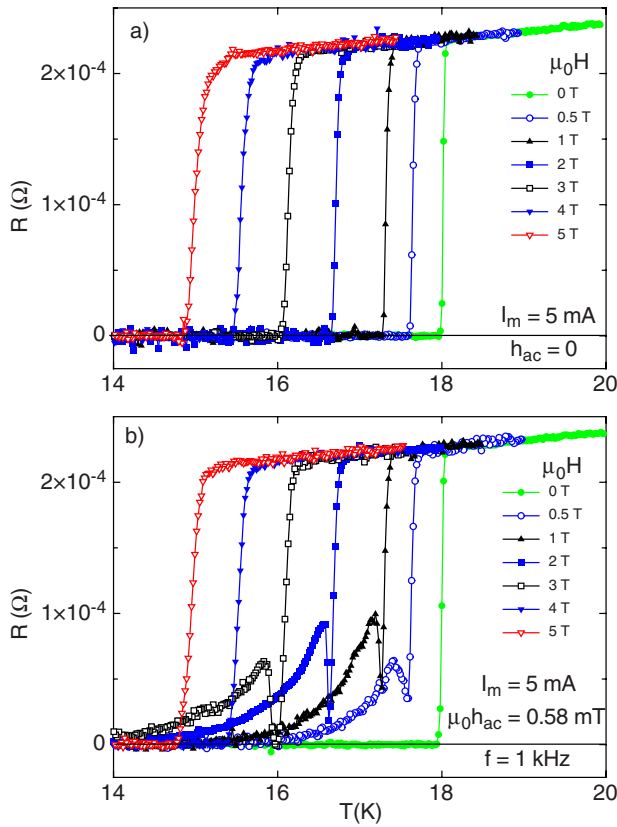 a)
μ₀H
0 T
0.5 T
1 T
2 T
3 T
4 T
5 T
2×10⁻⁴
1×10⁻⁴
0
R (Ω)
I_m = 5 mA
h_ac = 0
14 16 18 20
b)
μ₀H
0 T
0.5 T
1 T
2 T
3 T
4 T
5 T
2×10⁻⁴
1×10⁻⁴
0
R (Ω)
I_m = 5 mA
μ₀h_ac = 0.58 mT
f = 1 kHz
14 16 18 20
T(K)